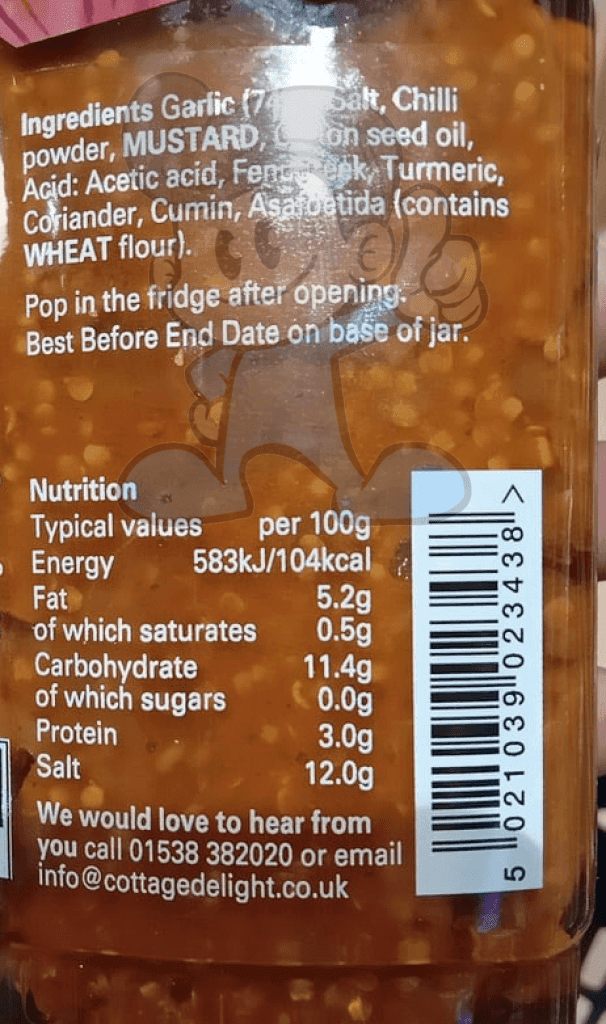 Ingredients Garlic Salt, Chilli
powder, MUSTARD, seed oil,
Acid: Acetic acid, Fenugreek, Turmeric,
Coriander, Cumin, Asafoetida (contains
WHEAT flour).
Pop in the fridge after opening.
Best Before End Date on base of jar.
Nutrition
Typical values per 100g
Energy 583kJ/104kcal
Fat 5.2g
of which saturates 0.5g
Carbohydrate 11.4g
of which sugars 0.0g
Protein 3.0g
Salt 12.0g
We would love to hear from
you call 01538 382020 or email
info@cottagedelight.co.uk
5 021039 023438 >